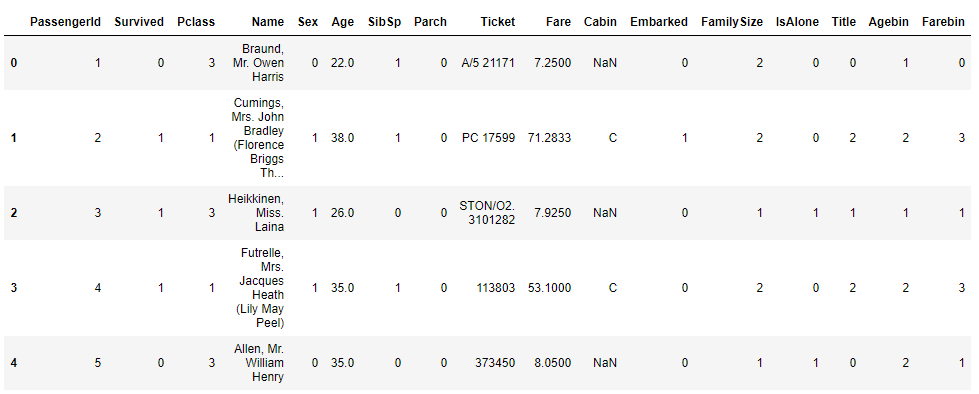 PassengerId Survived Pclass Name Sex Age SibSp Parch Ticket Fare Cabin Embarked FamilySize IsAlone Title Agebin Farebin
0 1 0 3 Braund, Mr. Owen Harris 0 22.0 1 0 A/5 21171 7.2500 NaN 0 2 0 0 1 0
1 2 1 1 Cumings, Mrs. John Bradley (Florence Briggs Th... 1 38.0 1 0 PC 17599 71.2833 C 1 2 0 2 2 3
2 3 1 3 Heikkinen, Miss. Laina 1 26.0 0 0 STON/O2. 3101282 7.9250 NaN 0 1 1 1 1 1
3 4 1 1 Futrelle, Mrs. Jacques Heath (Lily May Peel) 1 35.0 1 0 113803 53.1000 C 0 2 0 2 2 3
4 5 0 3 Allen, Mr. William Henry 0 35.0 0 0 373450 8.0500 NaN 0 1 1 0 2 1